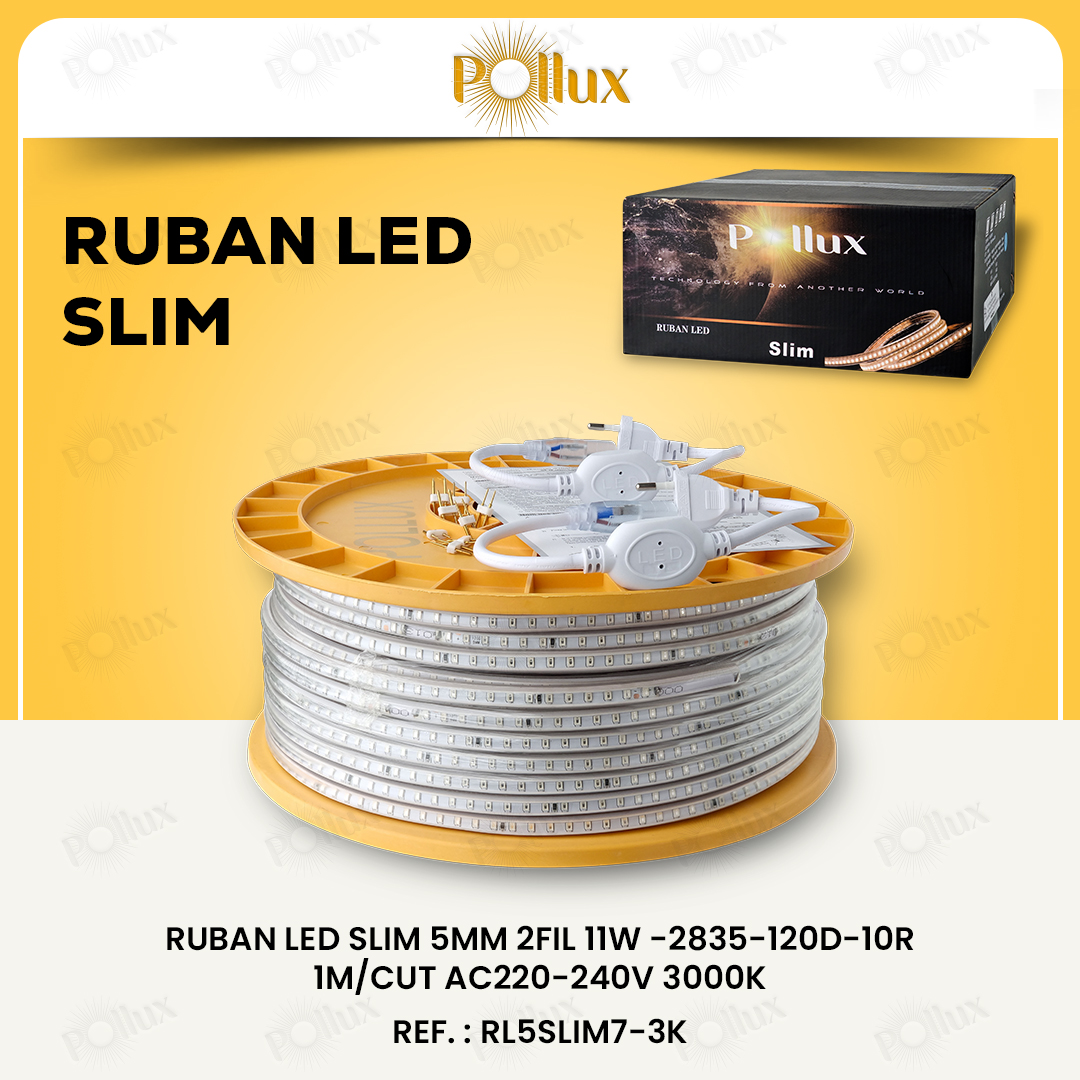 Pollux
RUBAN LED
SLIM
Pollux
TECHNOLOGY FROM ANOTHER WORLD
RUBAN LED
Slim
POLLUX
LED
RUBAN LED SLIM 5MM 2FIL 11W -2835-120D-10R
1M/CUT AC220-240V 3000K
REF. : RL5SLIM7-3K